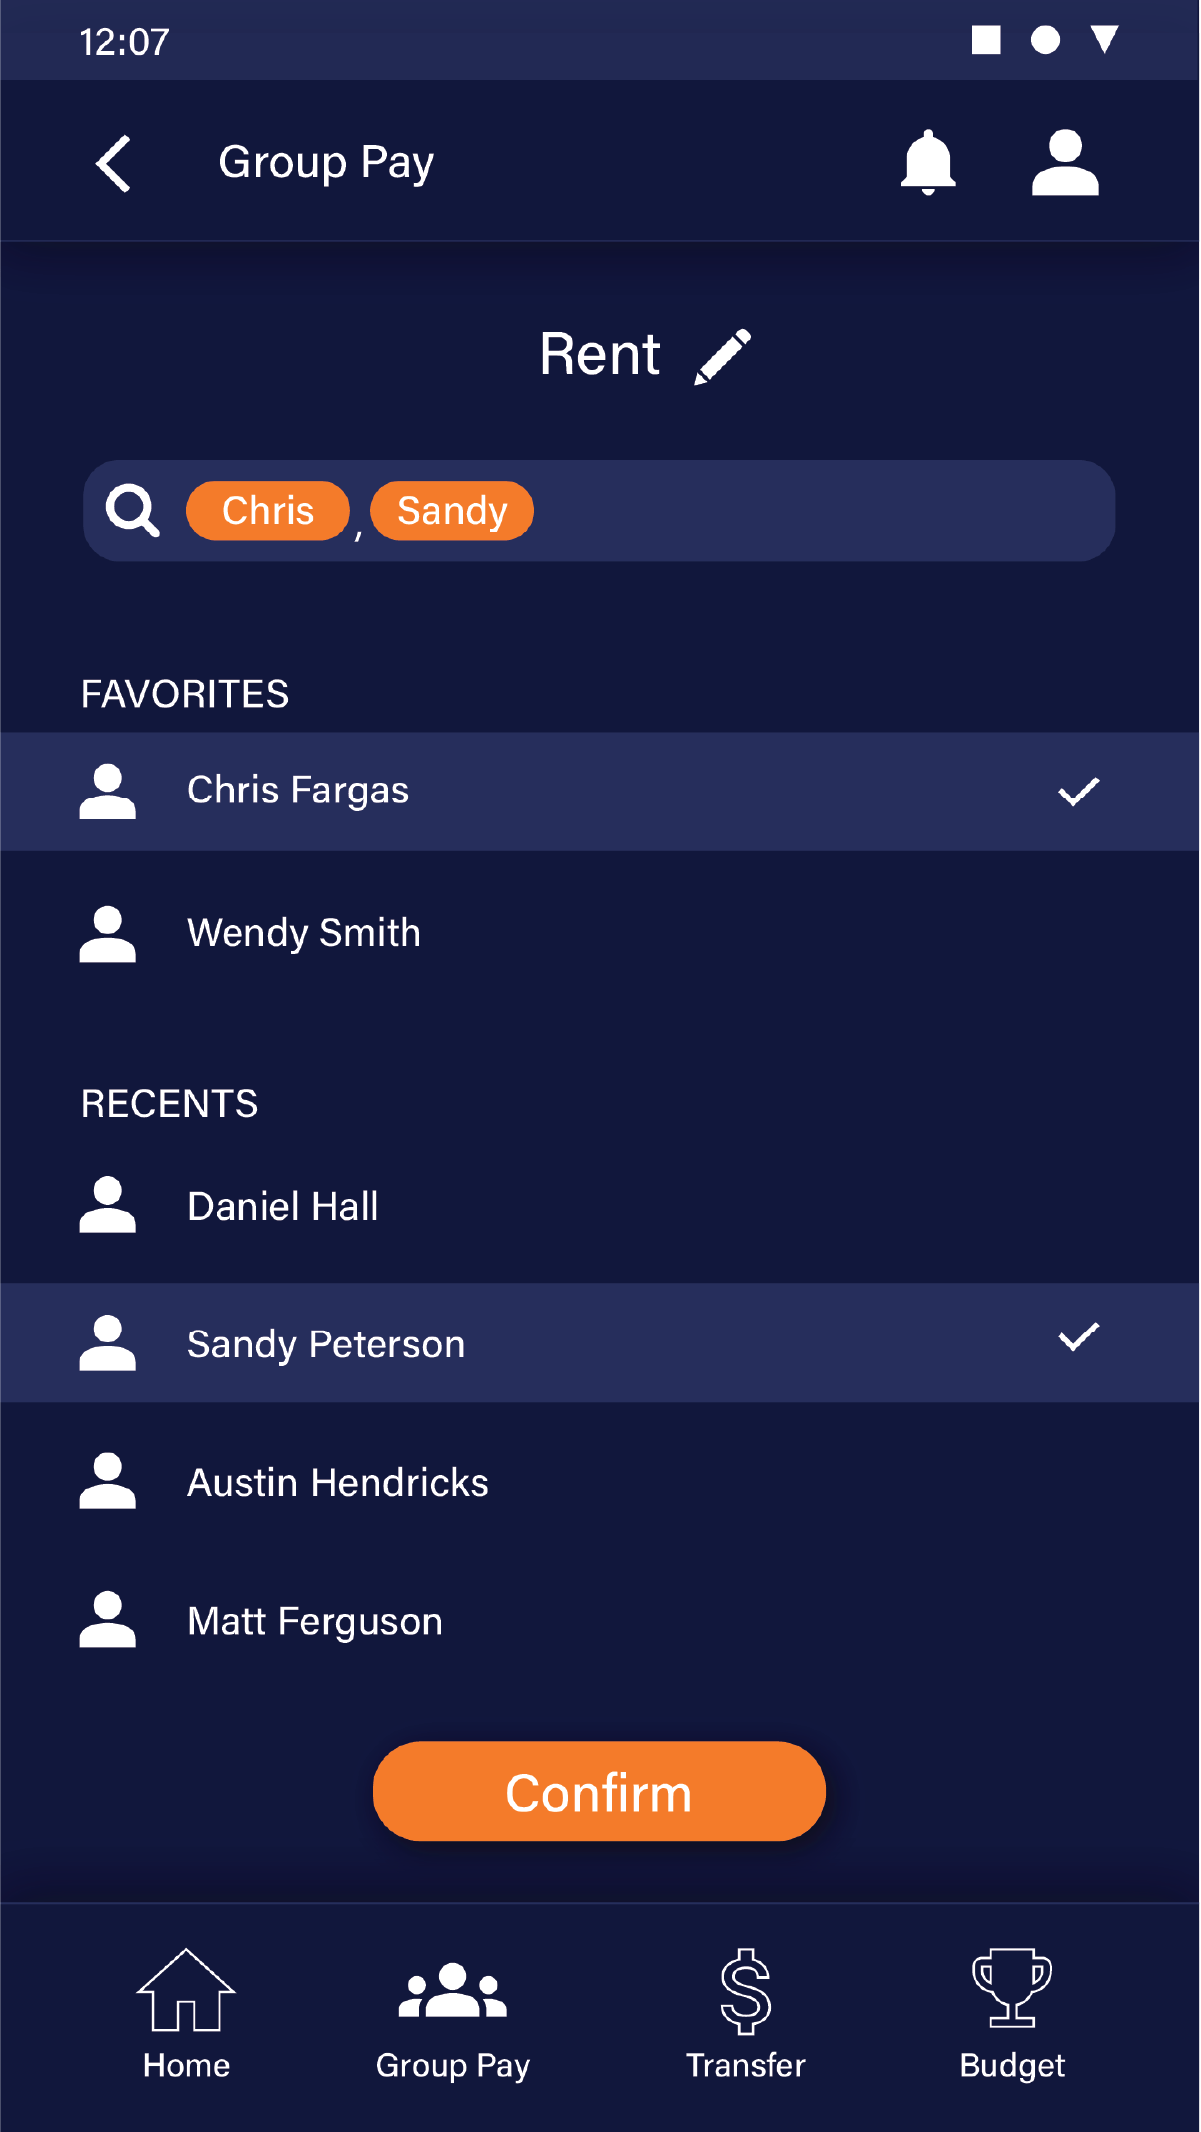 12:07
Group Pay
Rent
Chris , Sandy
FAVORITES
Chris Fargas
Wendy Smith
RECENTS
Daniel Hall
Sandy Peterson
Austin Hendricks
Matt Ferguson
Confirm
Home Group Pay Transfer Budget